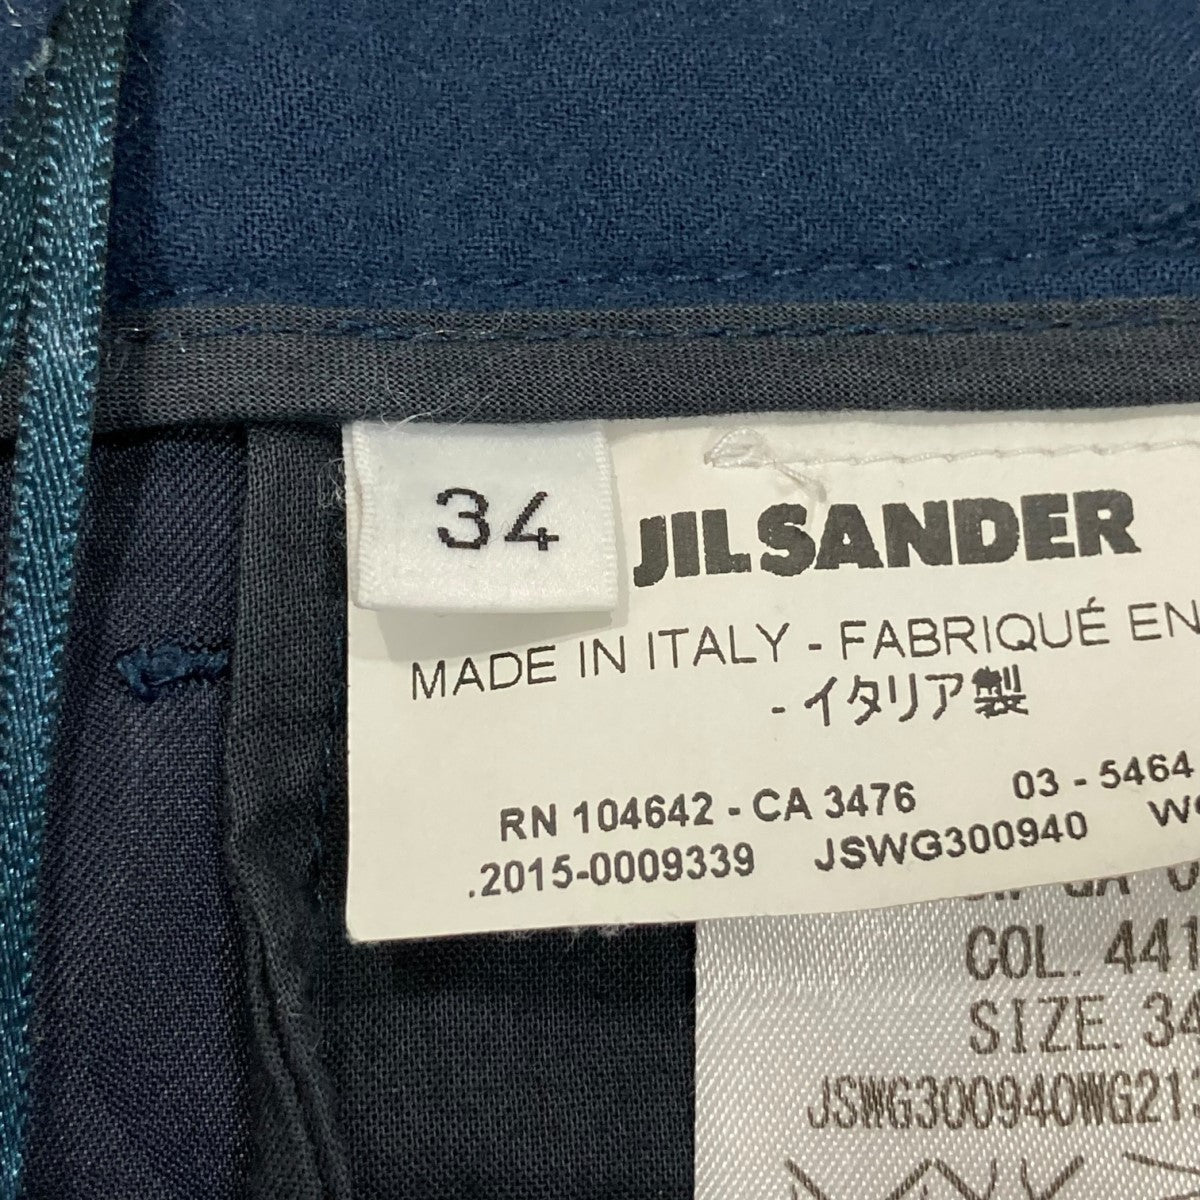 34
JIL SANDER
MADE IN ITALY - FABRIQUÉ EN
- イタリア製
RN 104642 - CA 3476 03 - 5464
.2015-0009339 JSWG300940
COL. 441
SIZE. 34
JSWG300940WG213